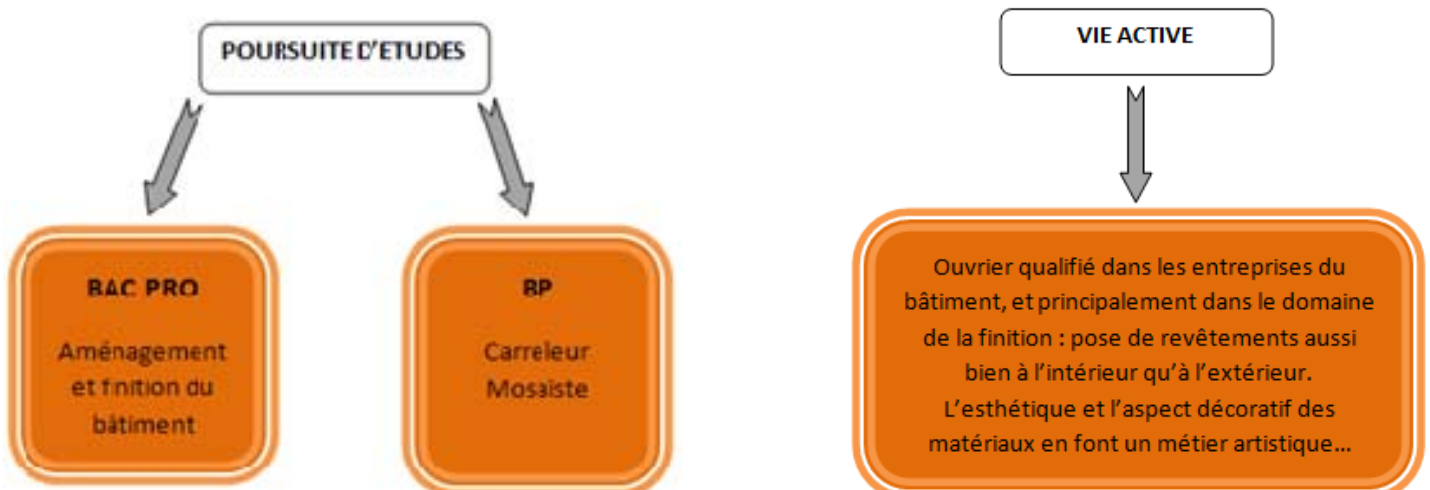 POURSUITE D'ETUDES
BAC PRO
Aménagement
et finition du
bâtiment
BP
Carreleur
Mosaïste
VIE ACTIVE
Ouvrier qualifié dans les entreprises du
bâtiment, et principalement dans le domaine
de la finition : pose de revêtements aussi
bien à l’intérieur qu’à l’extérieur.
L’esthétique et l’aspect décoratif des
matériaux en font un métier artistique…